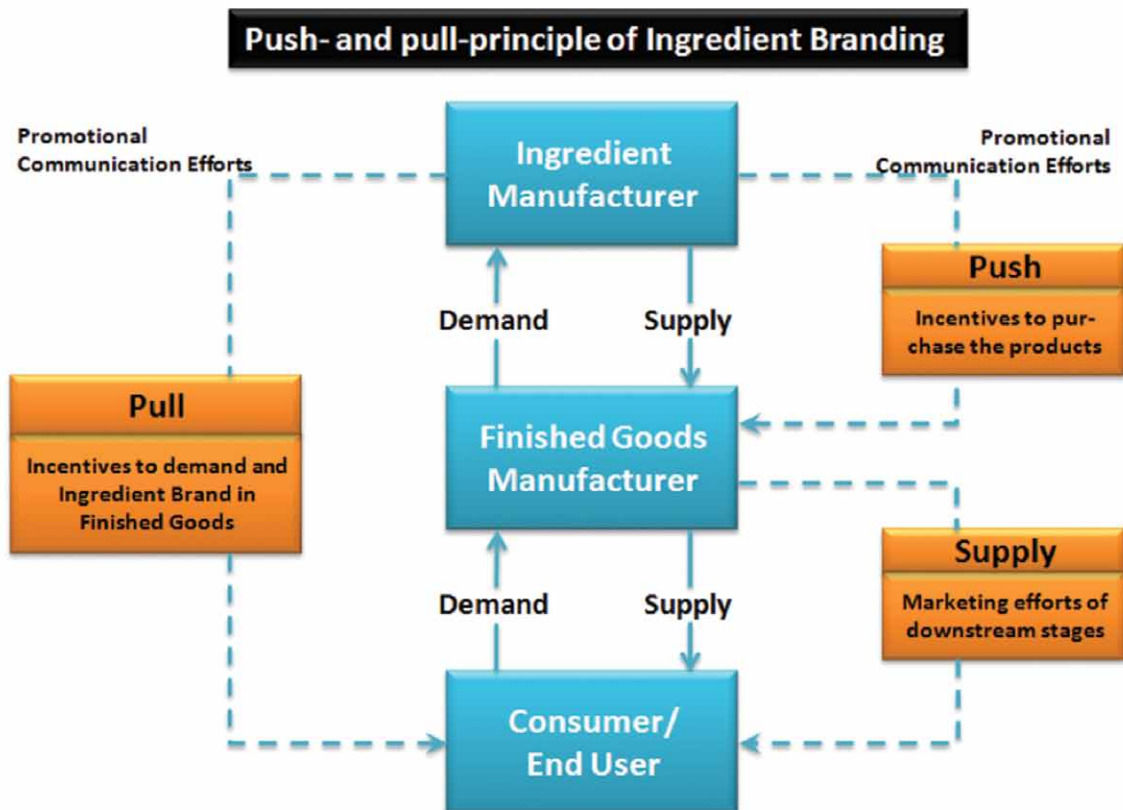 Push- and pull-principle of Ingredient Branding
Promotional
Communication Efforts
Ingredient
Manufacturer
Promotional
Communication Efforts
Push
Incentives to pur-
chase the products
Demand
Supply
Pull
Incentives to demand and
Ingredient Brand in
Finished Goods
Finished Goods
Manufacturer
Supply
Marketing efforts of
downstream stages
Demand
Supply
Consumer/
End User